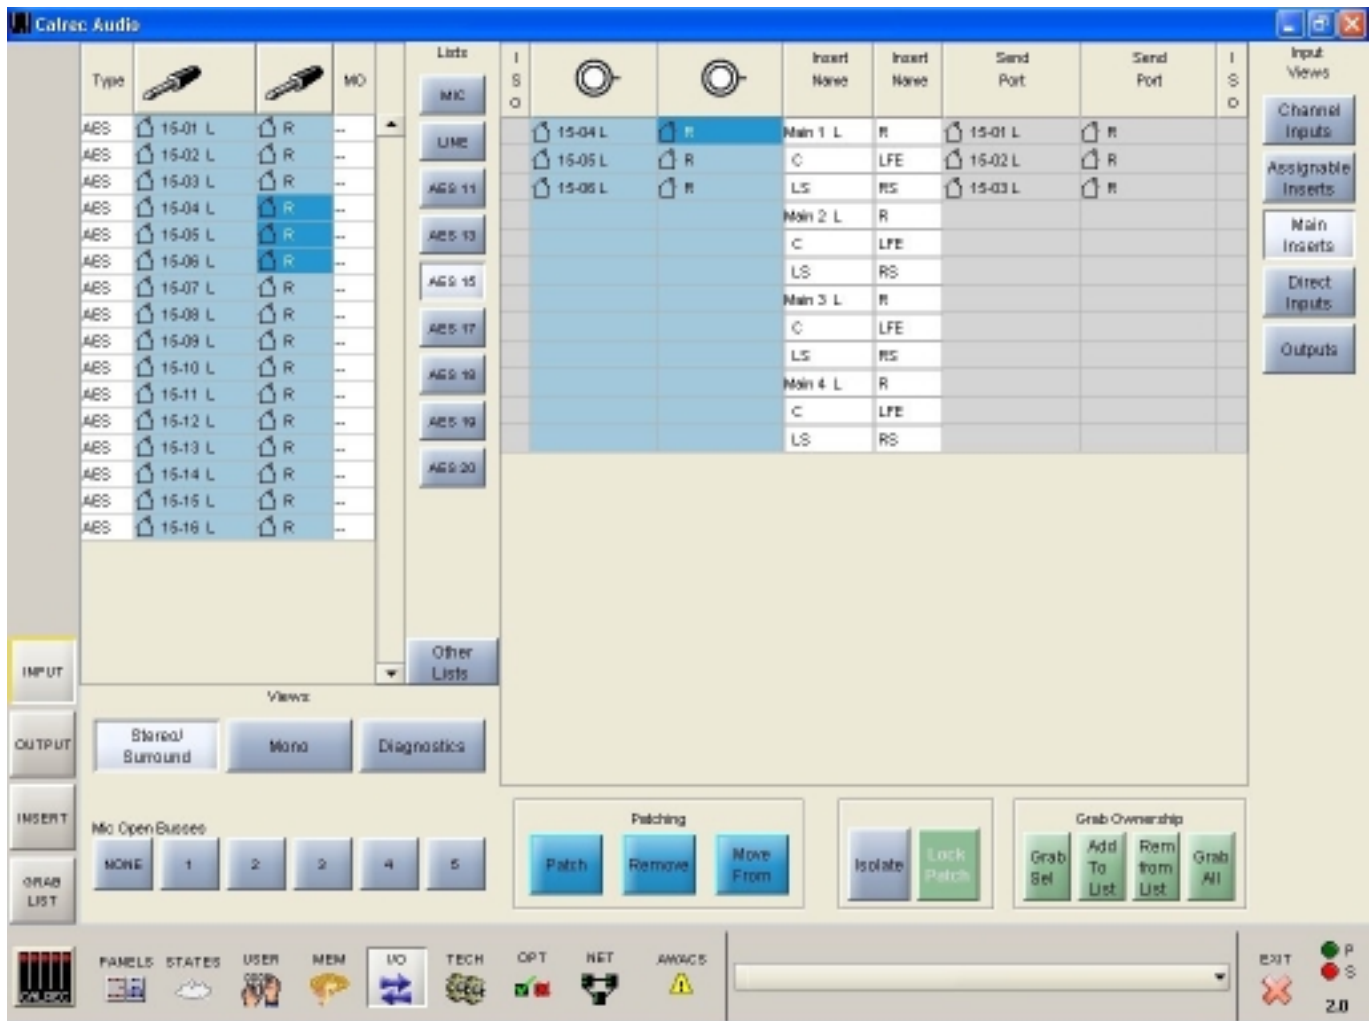 Calrec Audio
Type MO
AES 15-01 L R --
AES 15-02 L R --
AES 15-03 L R --
AES 15-04 L R --
AES 15-05 L R --
AES 15-06 L R --
AES 15-07 L R --
AES 15-08 L R --
AES 15-09 L R --
AES 15-10 L R --
AES 15-11 L R --
AES 15-12 L R --
AES 15-13 L R --
AES 15-14 L R --
AES 15-15 L R --
AES 15-16 L R --
Lists
MIC
LINE
AES 11
AES 13
AES 15
AES 17
AES 18
AES 19
AES 20
Other
Lists
I
S
O
Insert
Name
Insert
Name
Send
Port
Send
Port
I
S
O
15-04 L R Main 1 L R 15-01 L R
15-05 L R C LFE 15-02 L R
15-06 L R LS RS 15-03 L R
Main 2 L R
C LFE
LS RS
Main 3 L R
C LFE
LS RS
Main 4 L R
C LFE
LS RS
Input
Views
Channel
Inputs
Assignable
Inserts
Main
Inserts
Direct
Inputs
Outputs
INPUT
OUTPUT
INSERT
GRAB
LIST
Views
Stereo/
Surround
Mono
Diagnostics
Mic Open Busses
NONE 1 2 3 4 5
Patching
Patch
Remove
Move
From
Isolate
Lock
Patch
Grab Ownership
Grab
Sel
Add
To
List
Rem
from
List
Grab
All
CALREC
PANELS STATES USER MEM I/O TECH OPT NET AWACS
EXIT
P
S
2.0